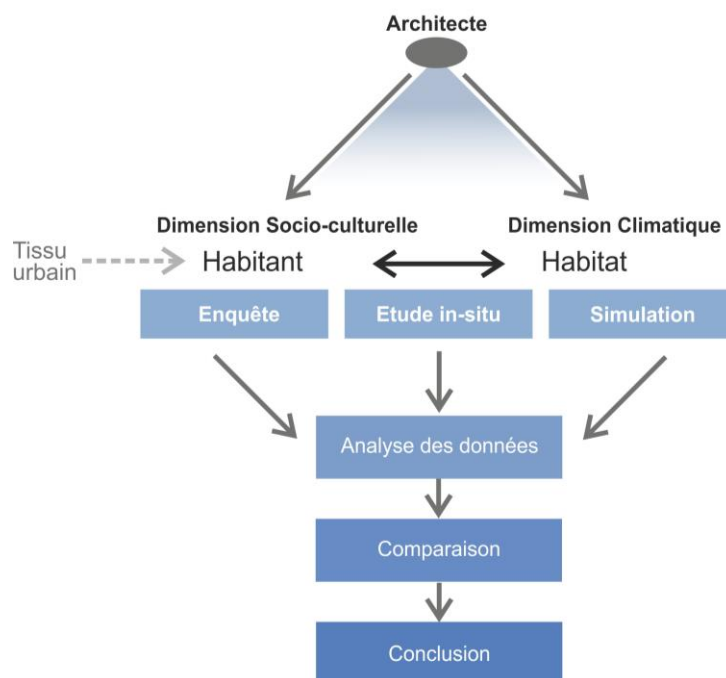 Architecte
Dimension Socio-culturelle
Dimension Climatique
Tissu
urbain
Habitant
Habitat
Enquête
Etude in-situ
Simulation
Analyse des données
Comparaison
Conclusion